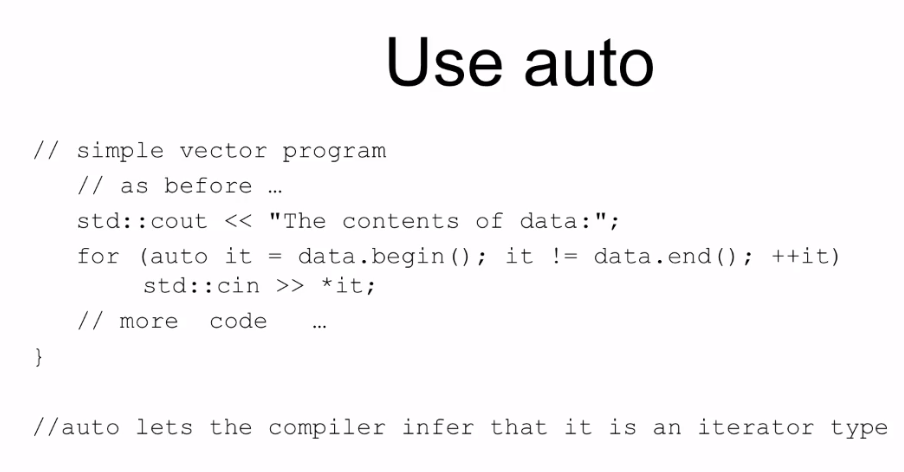 Use auto
// simple vector program
// as before …
std::cout << "The contents of data:";
for (auto it = data.begin(); it != data.end(); ++it)
std::cin >> *it;
// more code …
}
//auto lets the compiler infer that it is an iterator type